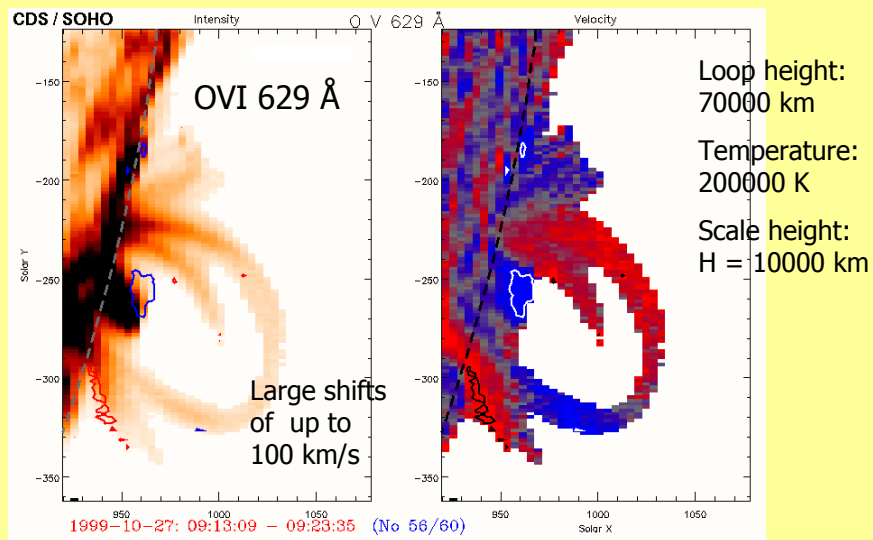 CDS / SOHO
Intensity
O V 629 Å
Velocity
OVI 629 Å
Large shifts
of up to
100 km/s
Solar Y
−150
−200
−250
−300
−350
950
1000
1050
−150
−200
−250
−300
−350
950
1000
1050
Solar X
Loop height:
70000 km
Temperature:
200000 K
Scale height:
H = 10000 km
1999−10−27: 09:13:09 − 09:23:35 (No 56/60)